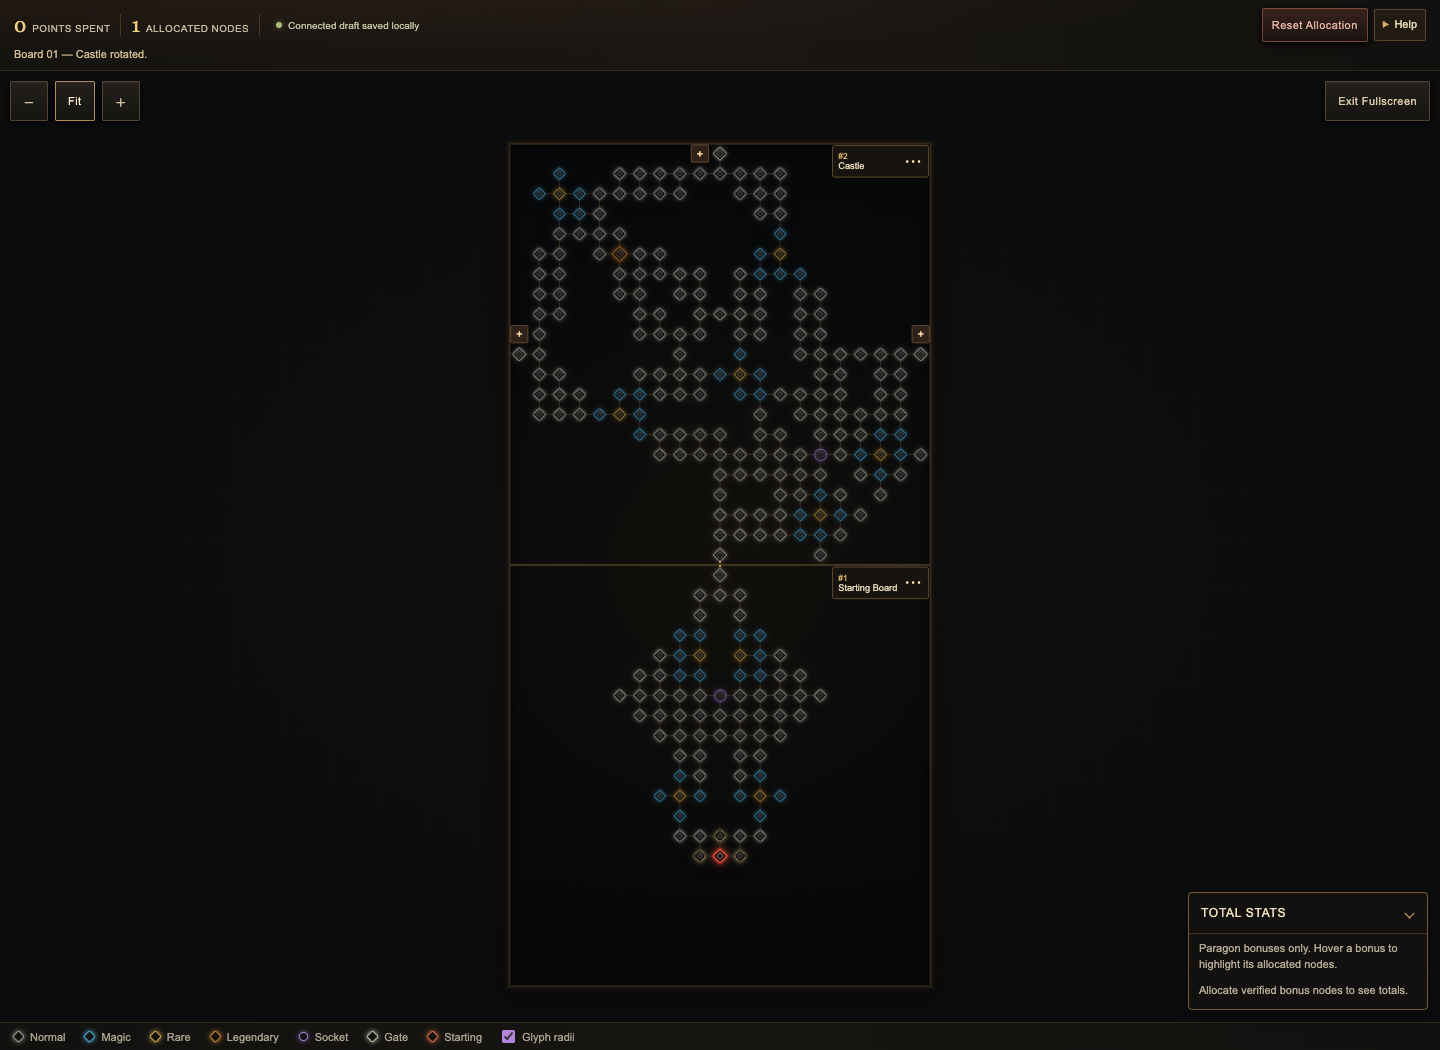 0 POINTS SPENT
1 ALLOCATED NODES
Connected draft saved locally
Reset Allocation
Help
Board 01 — Castle rotated.
−
Fit
+
Exit Fullscreen
+
#2
Castle
...
+
+
#1
Starting Board
...
TOTAL STATS
Paragon bonuses only. Hover a bonus to
highlight its allocated nodes.
Allocate verified bonus nodes to see totals.
Normal
Magic
Rare
Legendary
Socket
Gate
Starting
Glyph radii